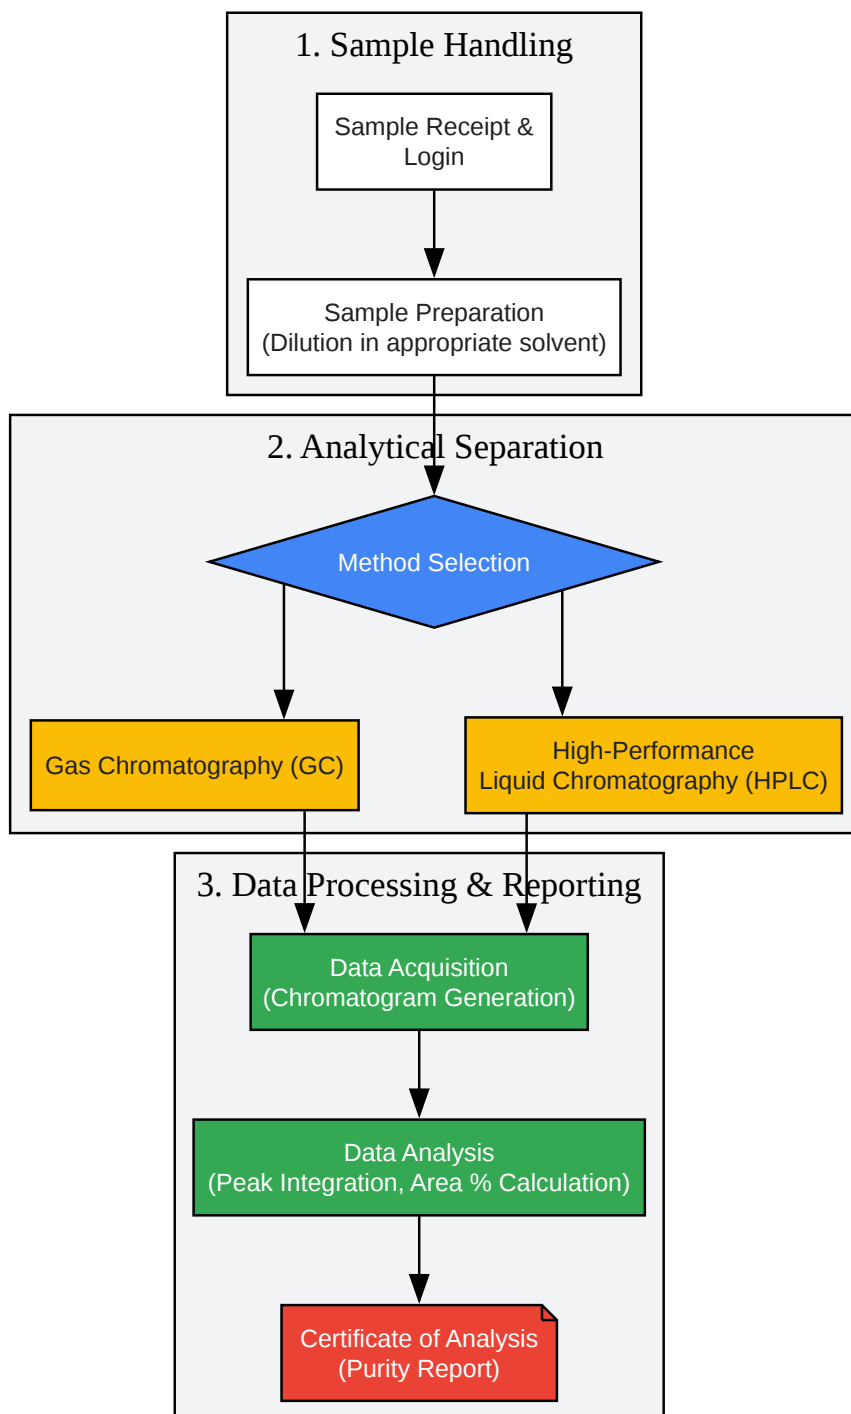 1. Sample Handling
Sample Receipt &
Login
Sample Preparation
(Dilution in appropriate solvent)
2. Analytical Separation
Method Selection
Gas Chromatography (GC)
High-Performance
Liquid Chromatography (HPLC)
3. Data Processing & Reporting
Data Acquisition
(Chromatogram Generation)
Data Analysis
(Peak Integration, Area % Calculation)
Certificate of Analysis
(Purity Report)